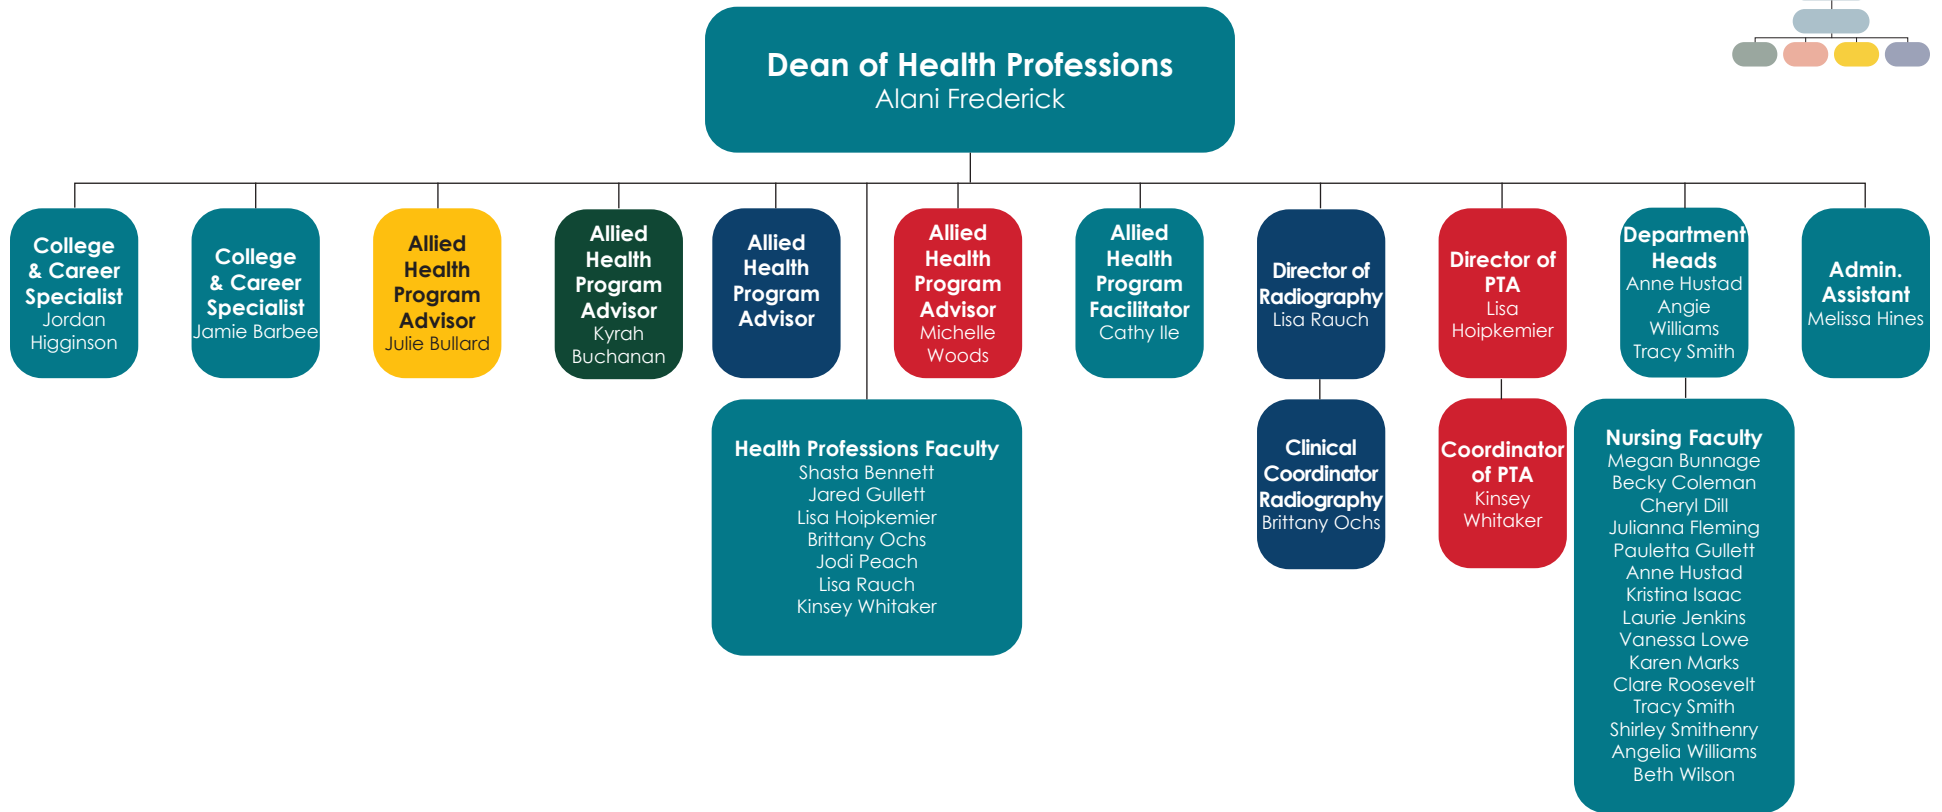 Dean of Health Professions
Alani Frederick
College
& Career
Specialist
Jordan
Higginson
College
& Career
Specialist
Jamie Barbee
Allied
Health
Program
Advisor
Julie Bullard
Allied
Health
Program
Advisor
Kyrah
Buchanan
Allied
Health
Program
Advisor
Allied
Health
Program
Advisor
Michelle
Woods
Allied
Health
Program
Facilitator
Cathy Ile
Director of
Radiography
Lisa Rauch
Director of
PTA
Lisa
Hoipkemier
Department
Heads
Anne Hustad
Angie
Williams
Tracy Smith
Admin.
Assistant
Melissa Hines
Health Professions Faculty
Shasta Bennett
Jared Gullett
Lisa Hoipkemier
Brittany Ochs
Jodi Peach
Lisa Rauch
Kinsey Whitaker
Clinical
Coordinator
Radiography
Brittany Ochs
Coordinator
of PTA
Kinsey
Whitaker
Nursing Faculty
Megan Bunnage
Becky Coleman
Cheryl Dill
Julianna Fleming
Pauletta Gullett
Anne Hustad
Kristina Isaac
Laurie Jenkins
Vanessa Lowe
Karen Marks
Clare Roosevelt
Tracy Smith
Shirley Smithenry
Angelia Williams
Beth Wilson